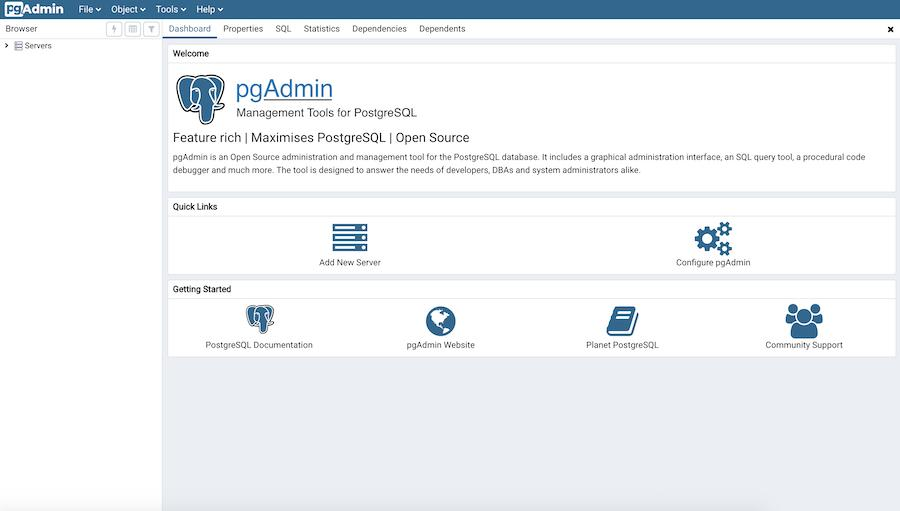 pgAdmin File Object Tools Help
Browser
Servers
Dashboard Properties SQL Statistics Dependencies Dependents
Welcome
pgAdmin
Management Tools for PostgreSQL
Feature rich | Maximises PostgreSQL | Open Source
pgAdmin is an Open Source administration and management tool for the PostgreSQL database. It includes a graphical administration interface, an SQL query tool, a procedural code
debugger and much more. The tool is designed to answer the needs of developers, DBAs and system administrators alike.
Quick Links
Add New Server Configure pgAdmin
Getting Started
PostgreSQL Documentation pgAdmin Website Planet PostgreSQL Community Support